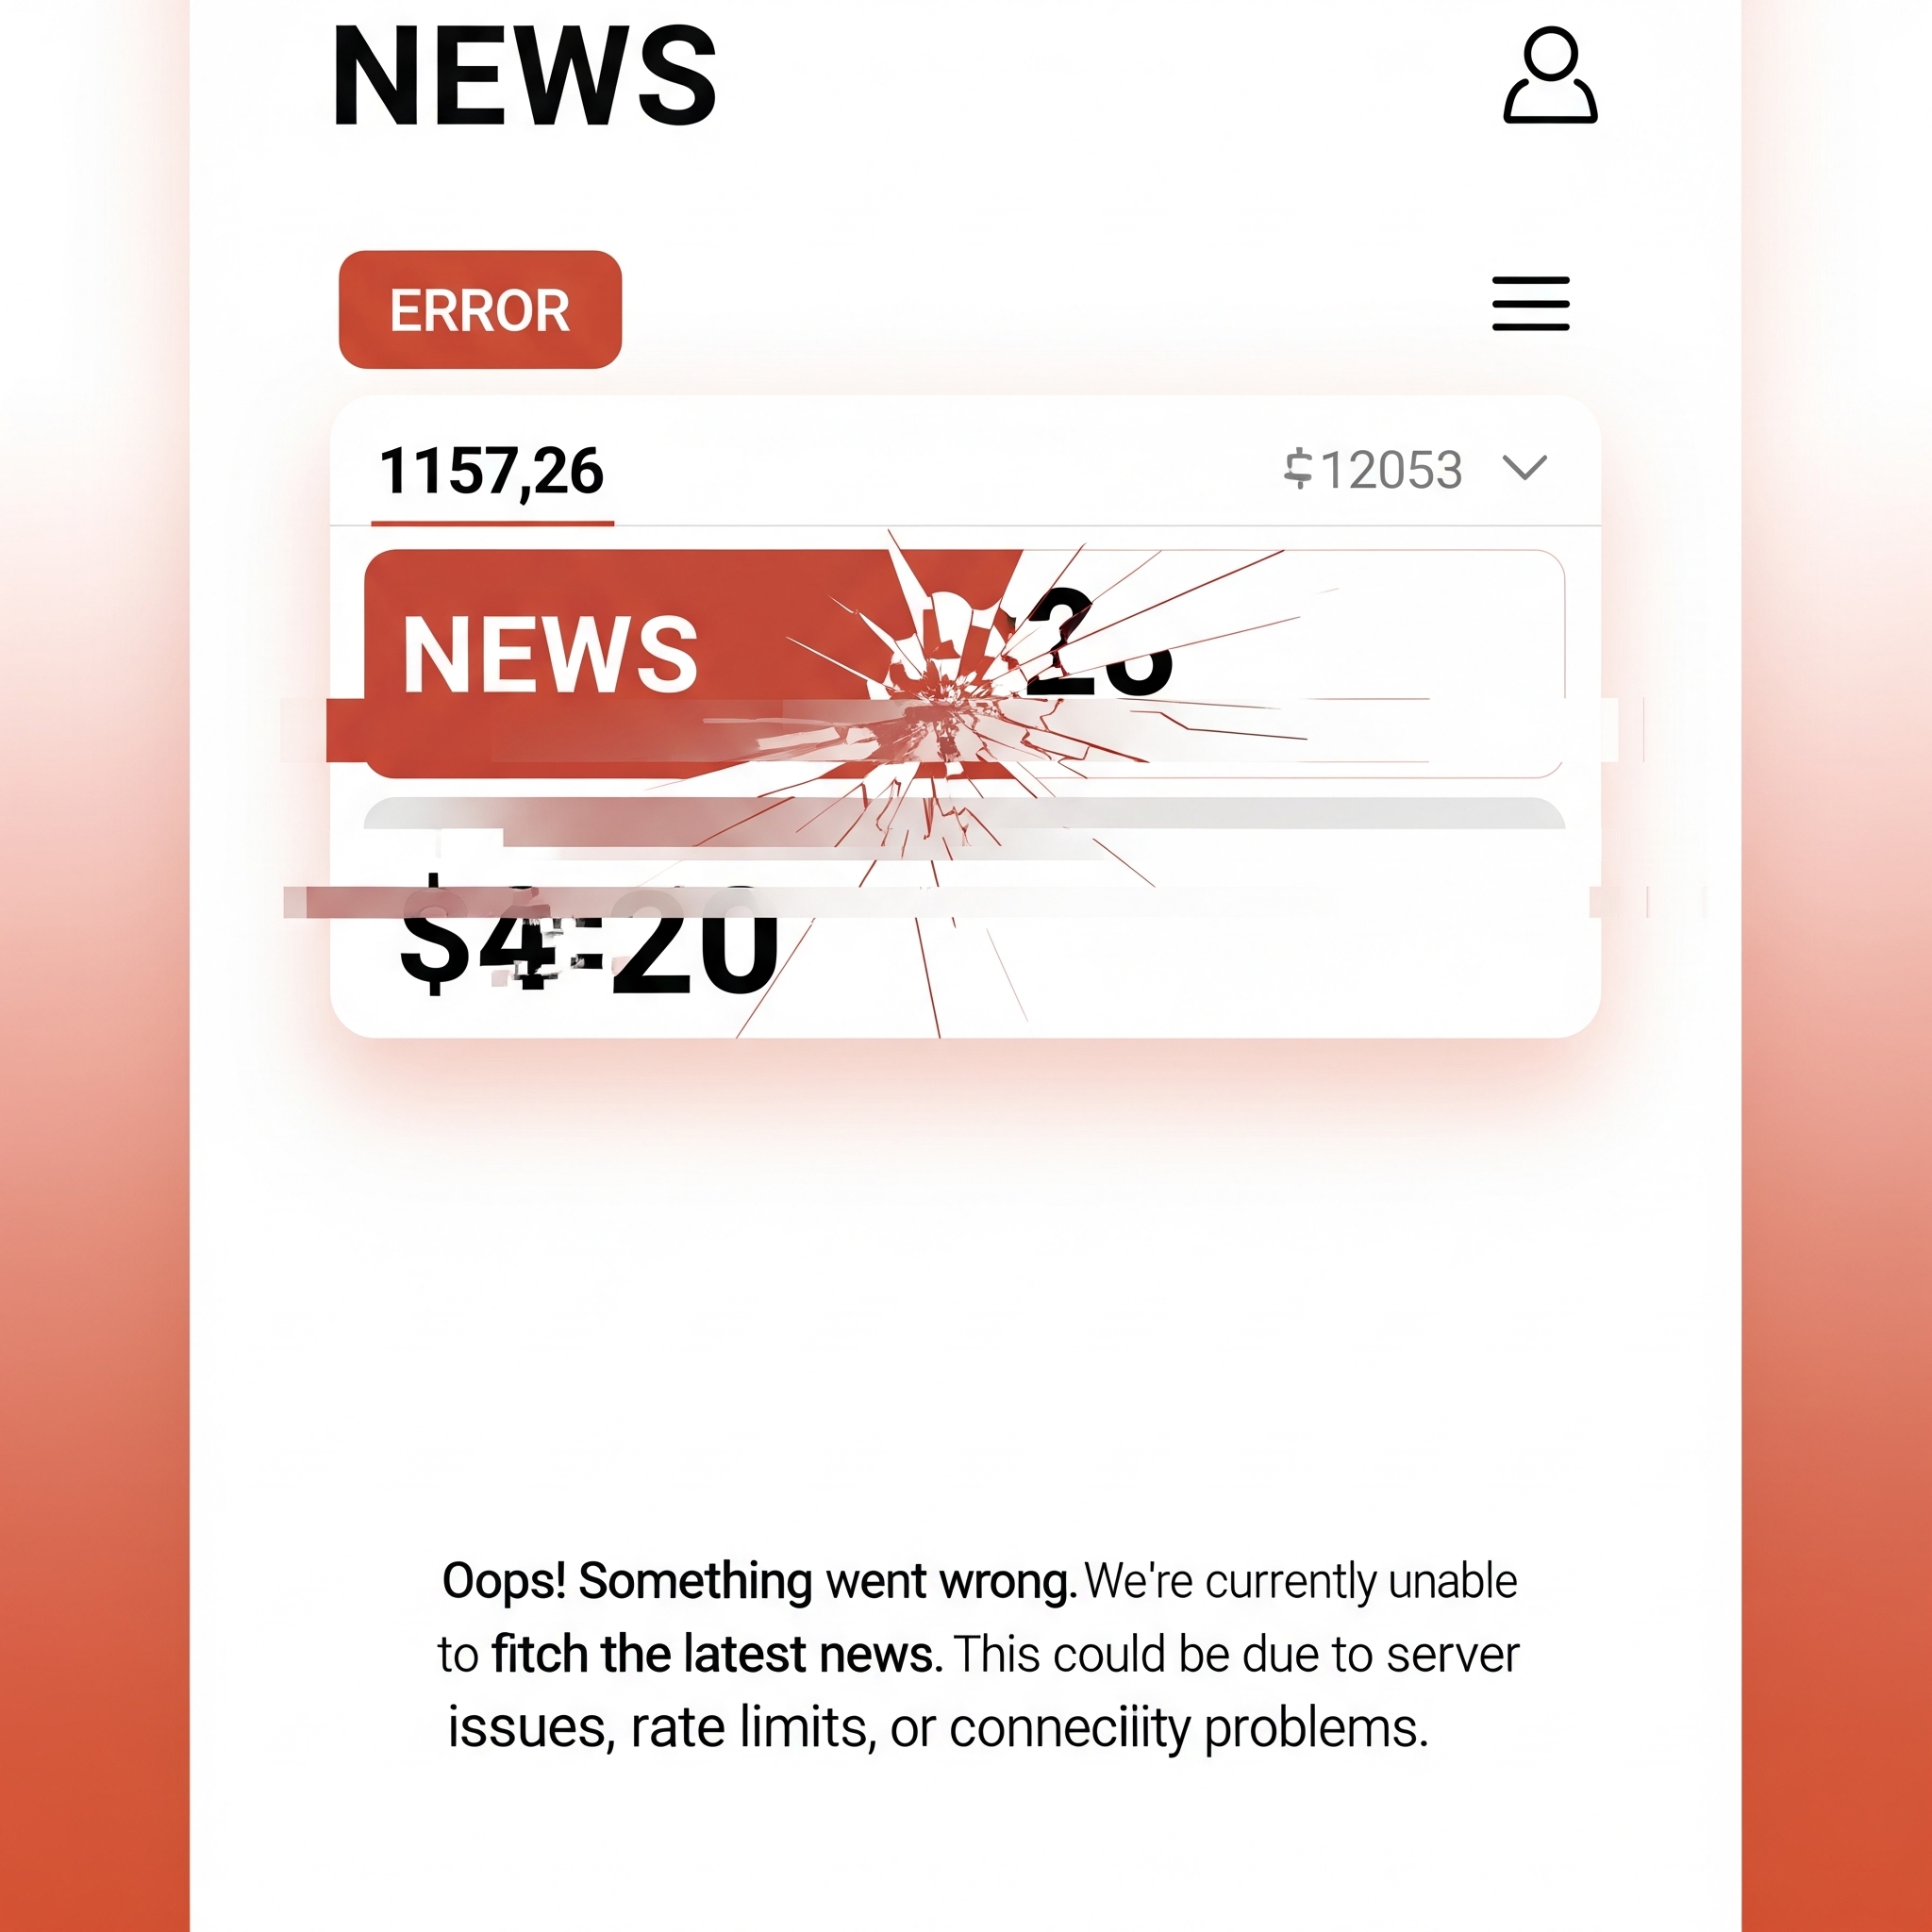 NEWS
ERROR
1157,26
$12053
NEWS
$4:20
Oops! Something went wrong. We're currently unable
to fitch the latest news. This could be due to server
issues, rate limits, or conneciiity problems.